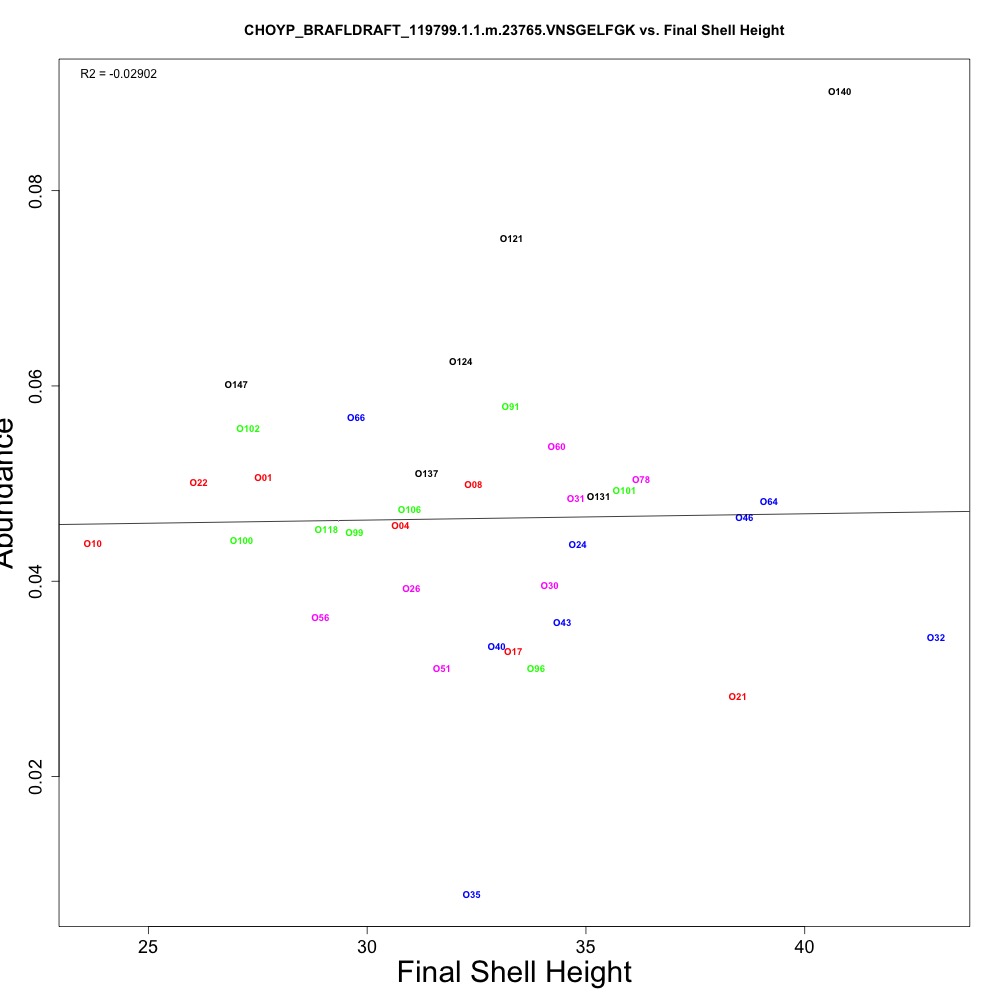 CHOYP_BRAFLDRAFT_119799.1.1.m.23765.VNSGELFGK vs. Final Shell Height
R2 = -0.02902
O140
0.08
O121
O124
0.06
O147
O91
O66
O102
O60
O137
O01
O78
O22
O08
O101
O31
O131
O64
O106
O46
O04
O118
O99
O100
O10
O24
Abundance
0.04
O30
O26
O56
O43
O32
O40
O17
O51
O96
O21
0.02
O35
25 30 35 40
Final Shell Height